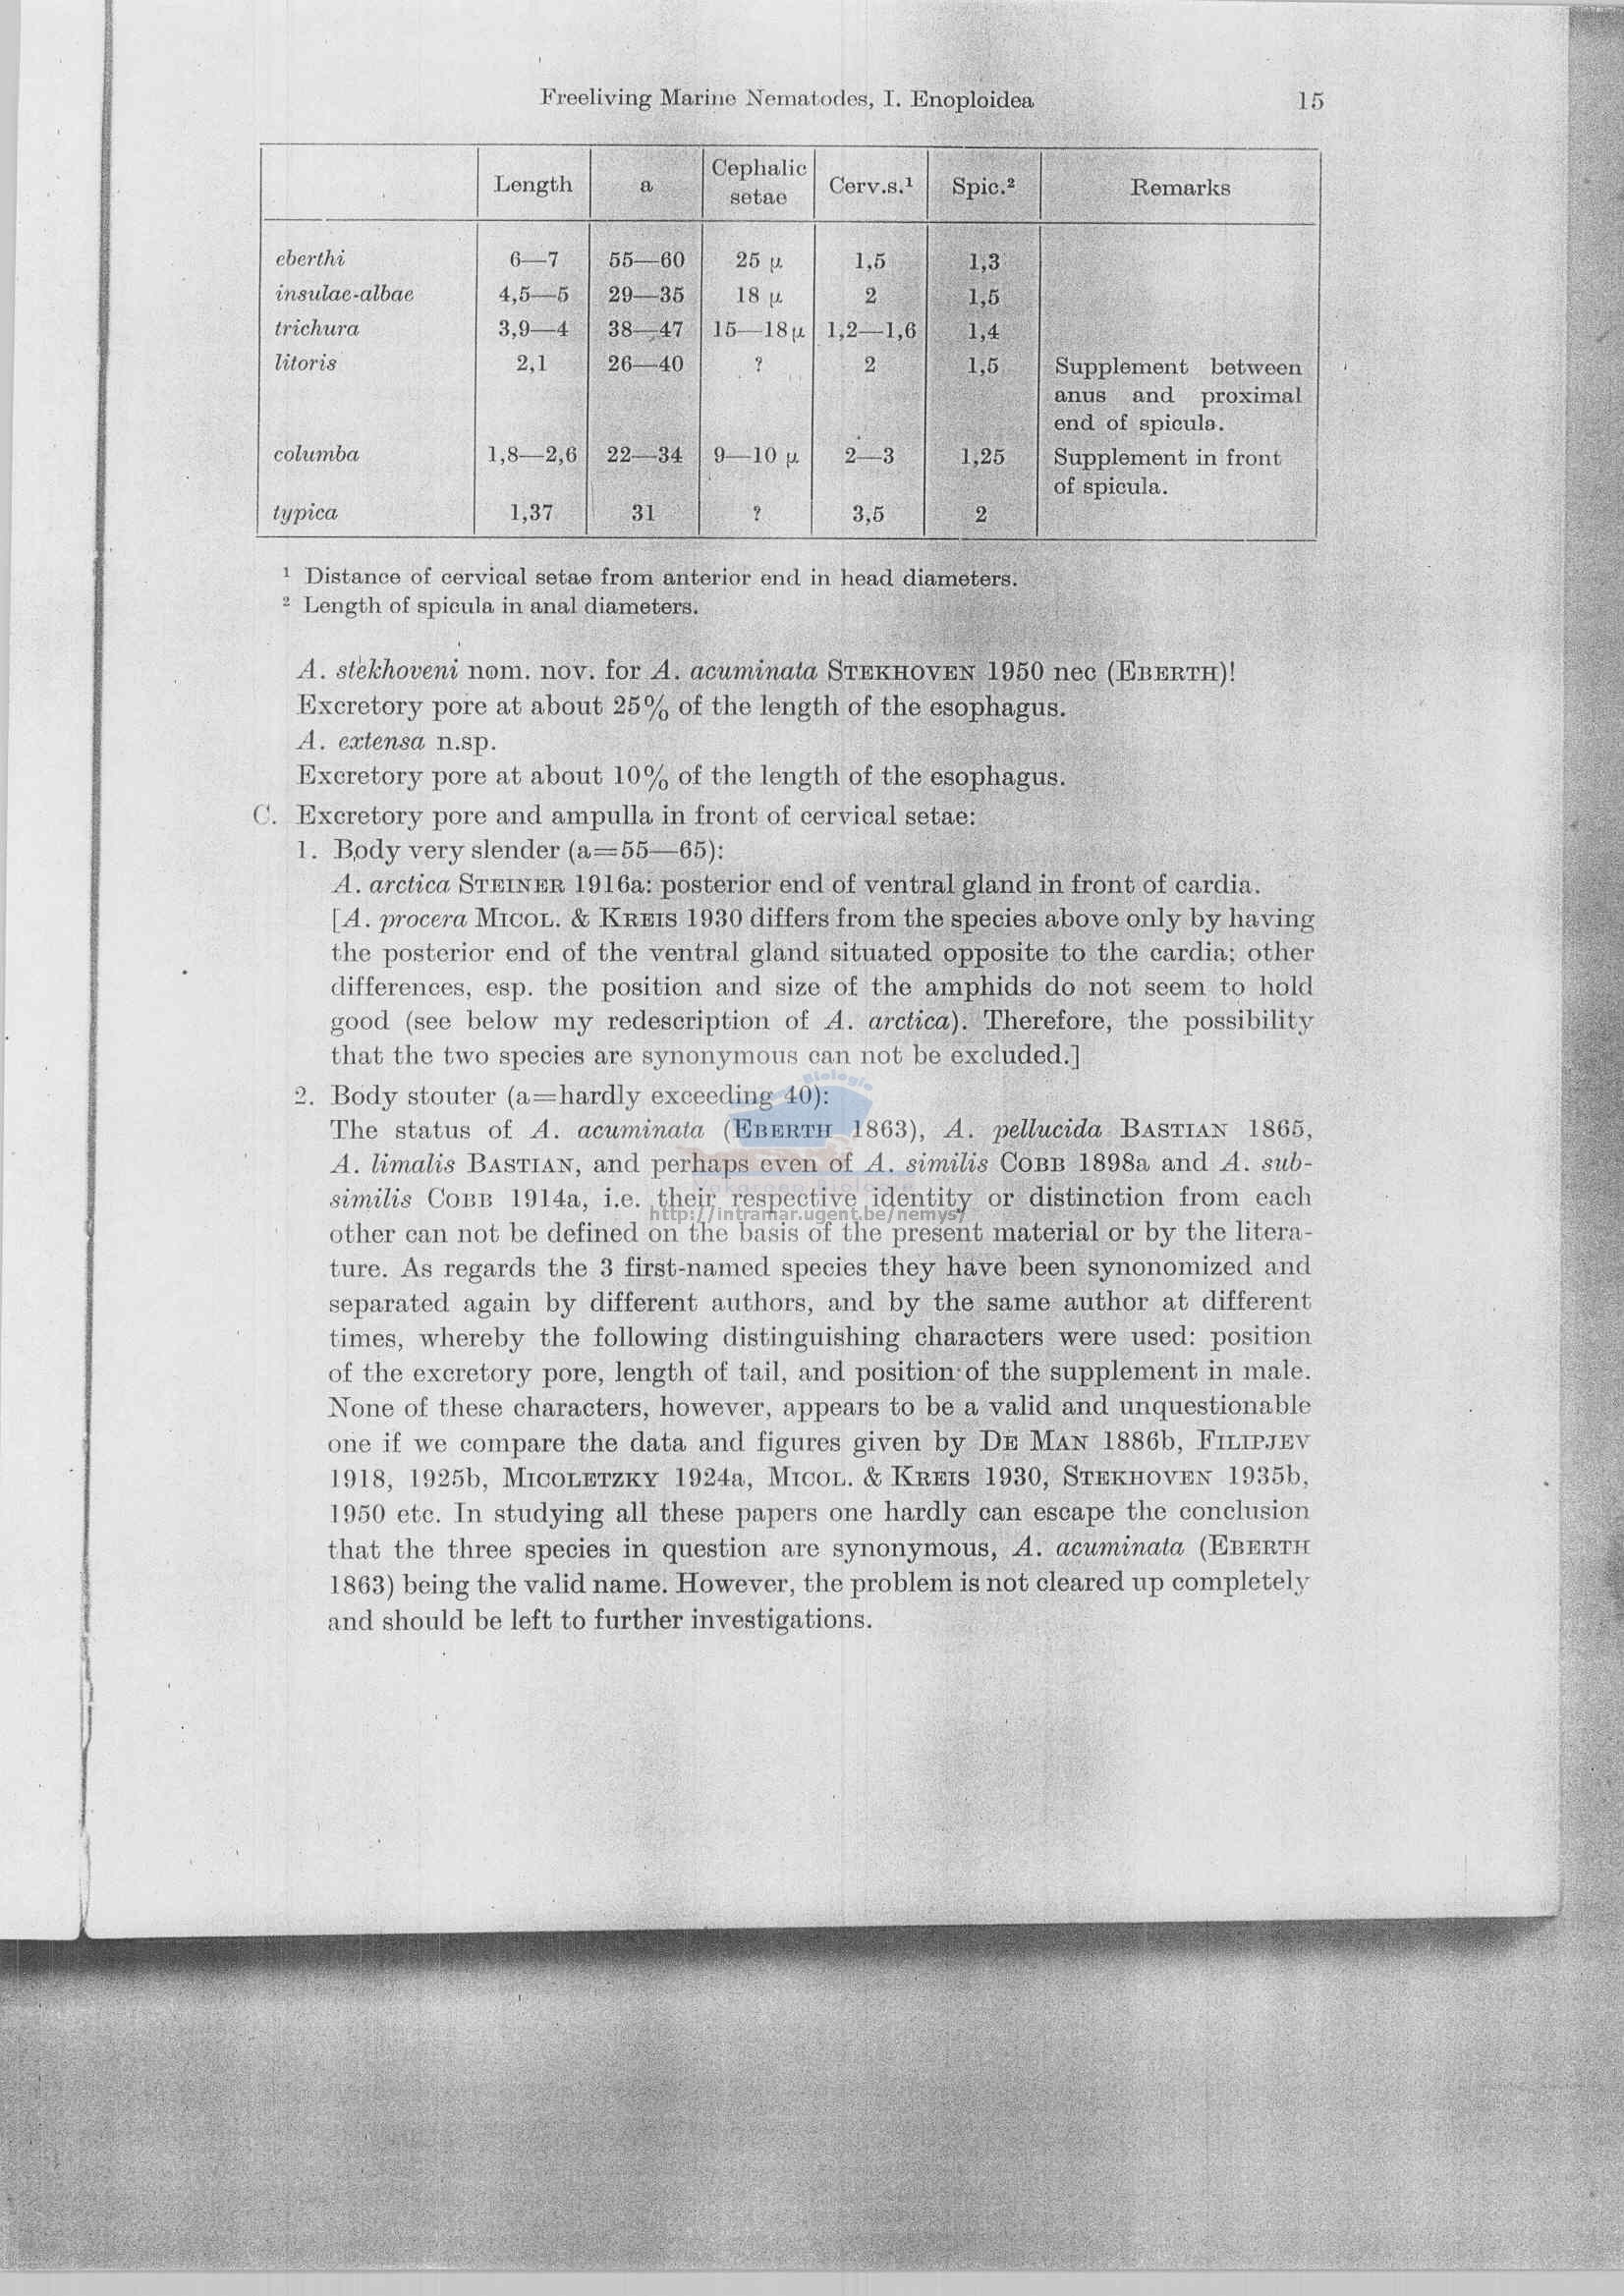 Freeliving Marine Nematodes, I. Enoploidea 15
Length a Cephalic setae Cerv.s.¹ Spic.² Remarks
eberthi 6—7 55—60 25 μ 1,5 1,3
insulae-albae 4,5—5 29—35 18 μ 2 1,5
trichura 3,9—4 38—47 15—18 μ 1,2—1,6 1,4
litoris 2,1 26—40 ? 2 1,5 Supplement between
anus and proximal
end of spicula.
columba 1,8—2,6 22—34 9—10 μ 2—3 1,25 Supplement in front
of spicula.
typica 1,37 31 ? 3,5 2
¹ Distance of cervical setae from anterior end in head diameters.
² Length of spicula in anal diameters.
A. stekhoveni nom. nov. for A. acuminata STEKHOVEN 1950 nec (EBERTH)!
Excretory pore at about 25% of the length of the esophagus.
A. extensa n.sp.
Excretory pore at about 10% of the length of the esophagus.
C. Excretory pore and ampulla in front of cervical setae:
1. Body very slender (a=55—65):
A. arctica STEINER 1916a: posterior end of ventral gland in front of cardia.
[A. procera MICOL. & KREIS 1930 differs from the species above only by having
the posterior end of the ventral gland situated opposite to the cardia; other
differences, esp. the position and size of the amphids do not seem to hold
good (see below my redescription of A. arctica). Therefore, the possibility
that the two species are synonymous can not be excluded.]
2. Body stouter (a=hardly exceeding 40):
The status of A. acuminata (EBERTH 1863), A. pellucida BASTIAN 1865,
A. limalis BASTIAN, and perhaps even of A. similis COBB 1898a and A. sub-
similis COBB 1914a, i.e. their respective identity or distinction from each
http://intramar.ugent.be/nemys/
other can not be defined on the basis of the present material or by the litera-
ture. As regards the 3 first-named species they have been synonomized and
separated again by different authors, and by the same author at different
times, whereby the following distinguishing characters were used: position
of the excretory pore, length of tail, and position of the supplement in male.
None of these characters, however, appears to be a valid and unquestionable
one if we compare the data and figures given by DE MAN 1886b, FILIPJEV
1918, 1925b, MICOLETZKY 1924a, MICOL. & KREIS 1930, STEKHOVEN 1935b,
1950 etc. In studying all these papers one hardly can escape the conclusion
that the three species in question are synonymous, A. acuminata (EBERTH
1863) being the valid name. However, the problem is not cleared up completely
and should be left to further investigations.